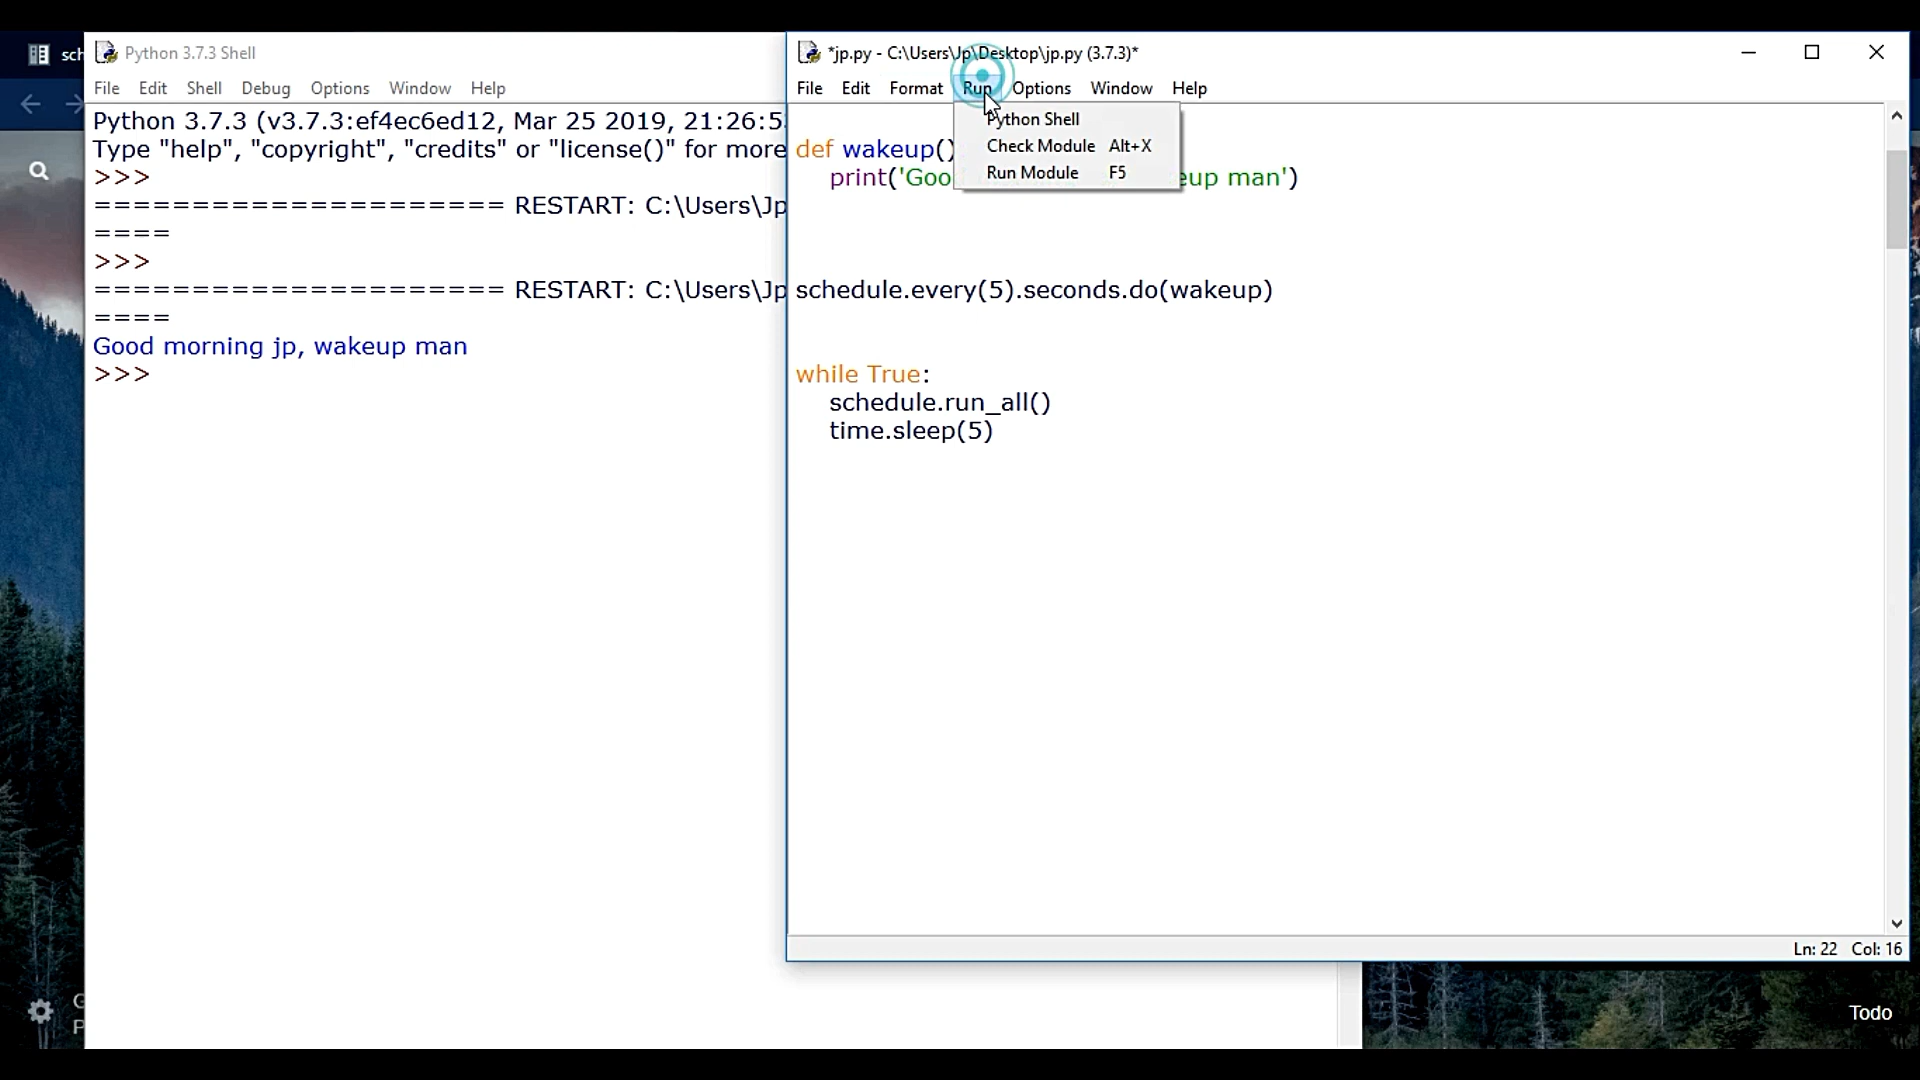 sch
Python 3.7.3 Shell
File Edit Shell Debug Options Window Help
Python 3.7.3 (v3.7.3:ef4ec6ed12, Mar 25 2019, 21:26:5
Type "help", "copyright", "credits" or "license()" for more
>>>
===================== RESTART: C:\Users\Jp
====
>>>
===================== RESTART: C:\Users\Jp
====
Good morning jp, wakeup man
>>>
*jp.py - C:\Users\Jp\Desktop\jp.py (3.7.3)*
File Edit Format Run Options Window Help
Python Shell
Check Module Alt+X
Run Module F5
def wakeup()
print('Goo eup man')
schedule.every(5).seconds.do(wakeup)
while True:
schedule.run_all()
time.sleep(5)
Ln: 22 Col: 16
G
P
Todo